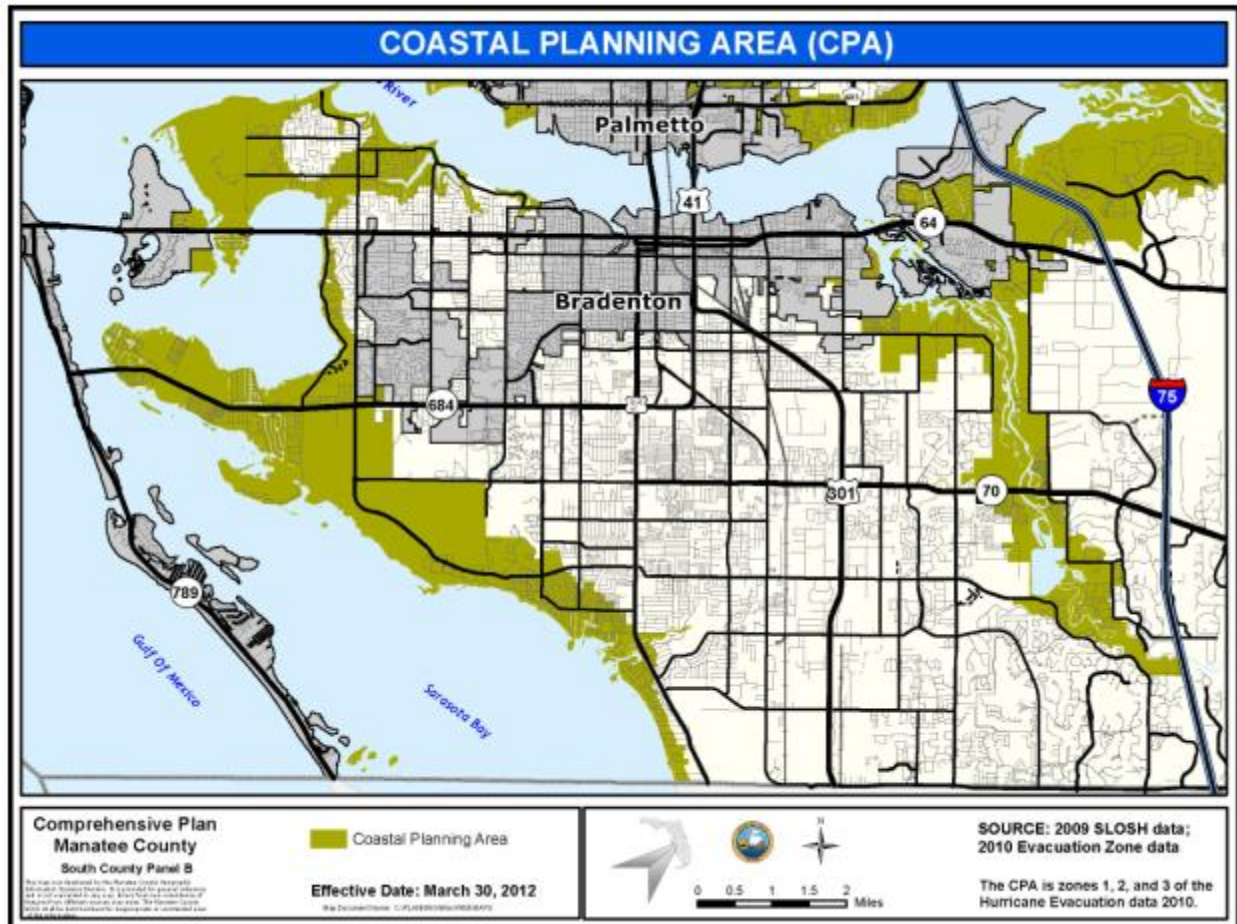 COASTAL PLANNING AREA (CPA)
River
Palmetto
41
64
Bradenton
75
684
301
70
789
Gulf Of Mexico
Sarasota Bay
Comprehensive Plan
Manatee County
South County Panel B
Coastal Planning Area
Effective Date: March 30, 2012
N
0 0.5 1 1.5 2
Miles
SOURCE: 2009 SLOSH data;
2010 Evacuation Zone data
The CPA is zones 1, 2, and 3 of the
Hurricane Evacuation data 2010.